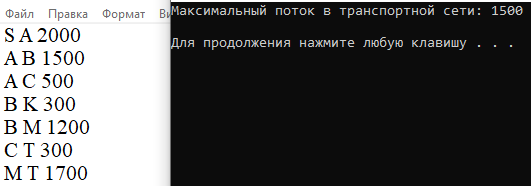 Файл Правка Формат
S A 2000
A B 1500
A C 500
B K 300
B M 1200
C T 300
M T 1700
Максимальный поток в транспортной сети: 1500
Для продолжения нажмите любую клавишу . . .